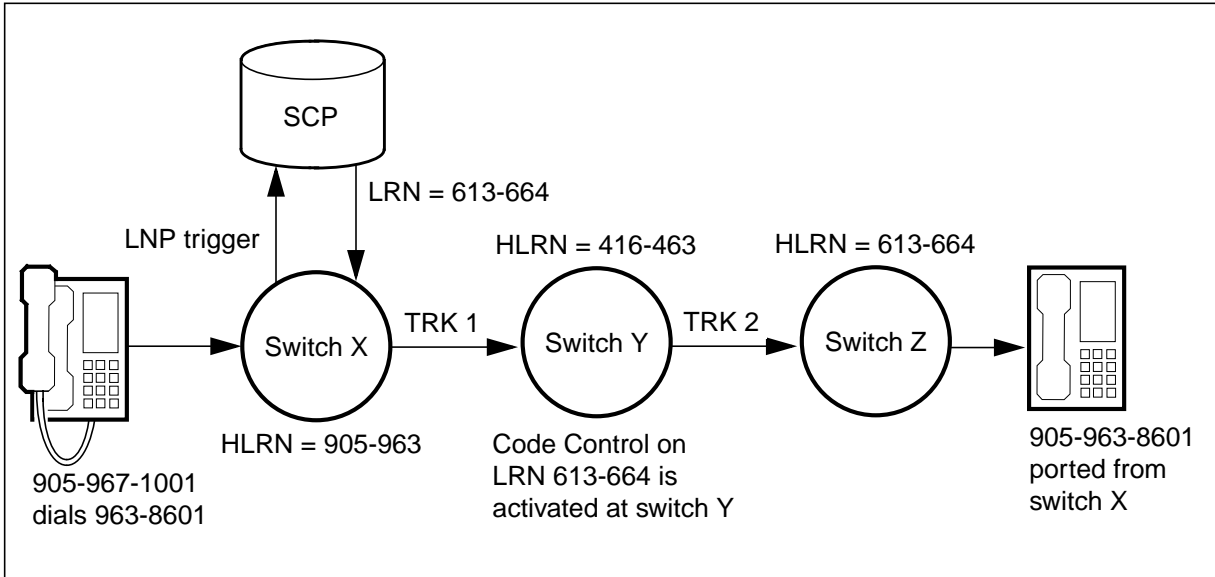 SCP
LRN = 613-664
LNP trigger
HLRN = 416-463
HLRN = 613-664
Switch X
TRK 1
Switch Y
TRK 2
Switch Z
HLRN = 905-963
905-967-1001
dials 963-8601
Code Control on
LRN 613-664 is
activated at switch Y
905-963-8601
ported from
switch X